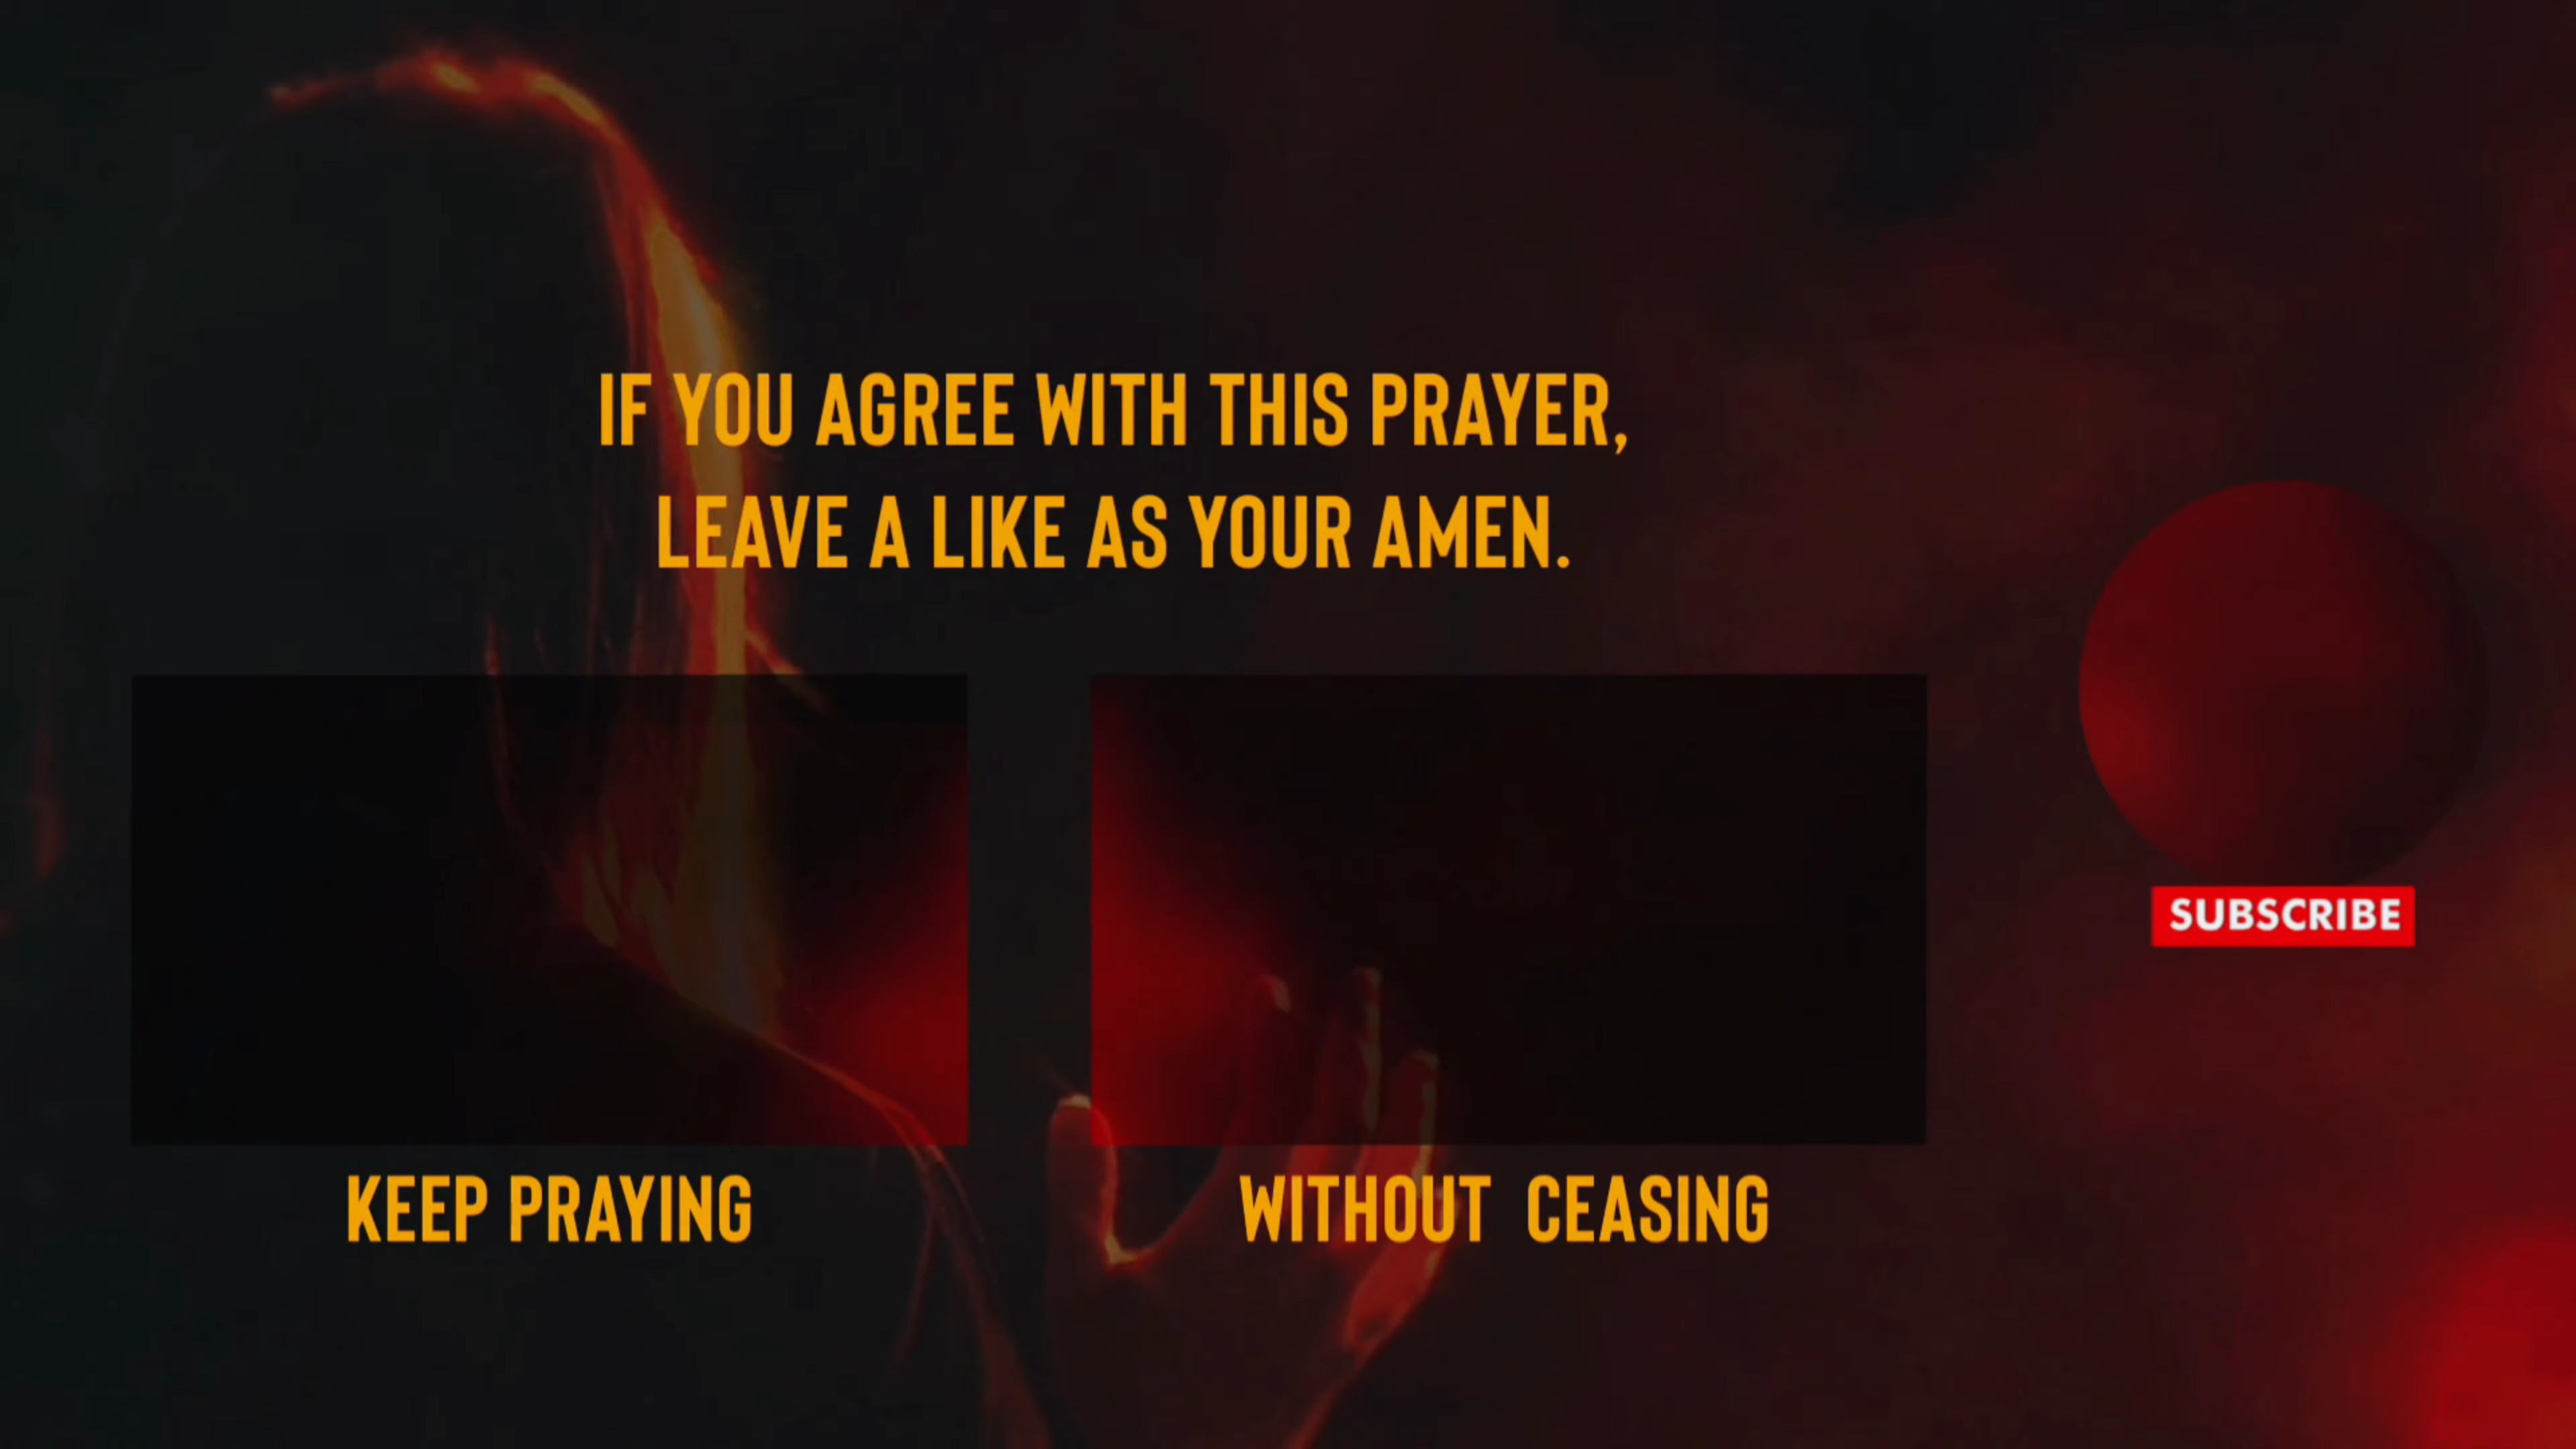 IF YOU AGREE WITH THIS PRAYER,
LEAVE A LIKE AS YOUR AMEN.
SUBSCRIBE
KEEP PRAYING
WITHOUT CEASING